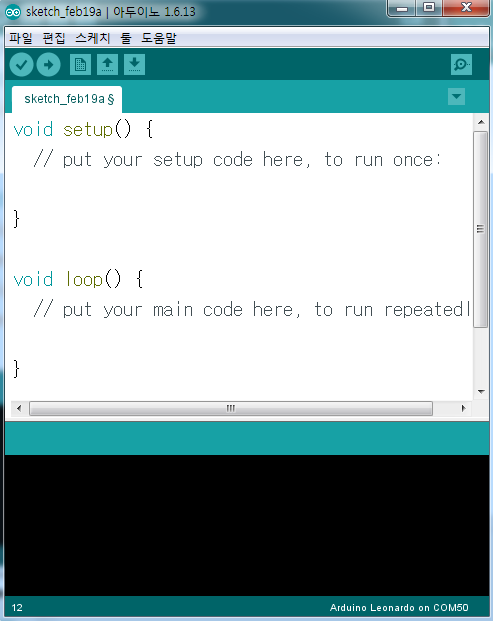 sketch_feb19a | 아두이노 1.6.13
파일 편집 스케치 툴 도움말
sketch_feb19a §
void setup() {
  // put your setup code here, to run once:
}
void loop() {
  // put your main code here, to run repeatedl
}
12 Arduino Leonardo on COM50